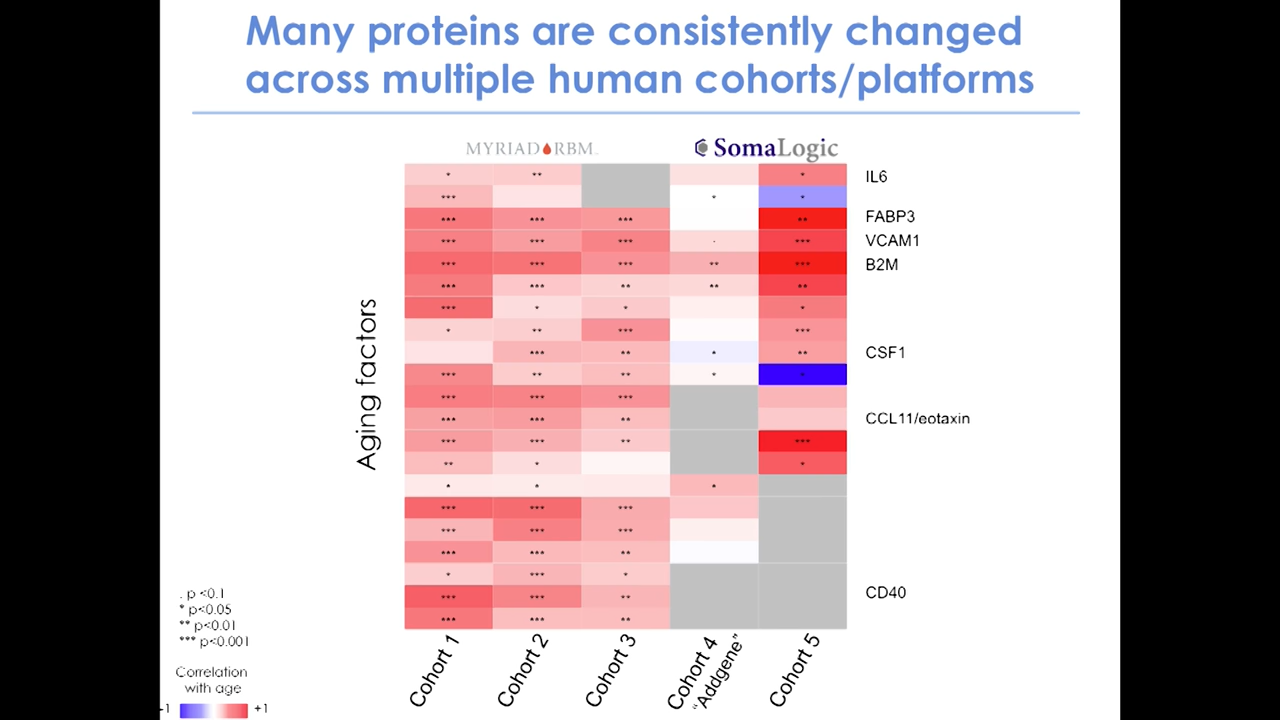 Many proteins are consistently changed
across multiple human cohorts/platforms
MYRIAD RBM.
SomaLogic
* ** * IL6
*** * *
*** *** *** ** FABP3
*** *** *** . *** VCAM1
*** *** *** ** *** B2M
*** *** ** ** **
*** * * *
* ** *** ***
*** ** * ** CSF1
*** ** ** * *
*** *** ***
*** *** ** CCL11/eotaxin
*** *** ** ***
** * *
* * *
*** *** ***
*** *** ***
*** *** **
* *** * CD40
*** *** **
*** *** **
Aging factors
Cohort 1
Cohort 2
Cohort 3
Cohort 4
"Addgene"
Cohort 5
. p <0.1
* p<0.05
** p<0.01
*** p<0.001
Correlation
with age
-1 +1